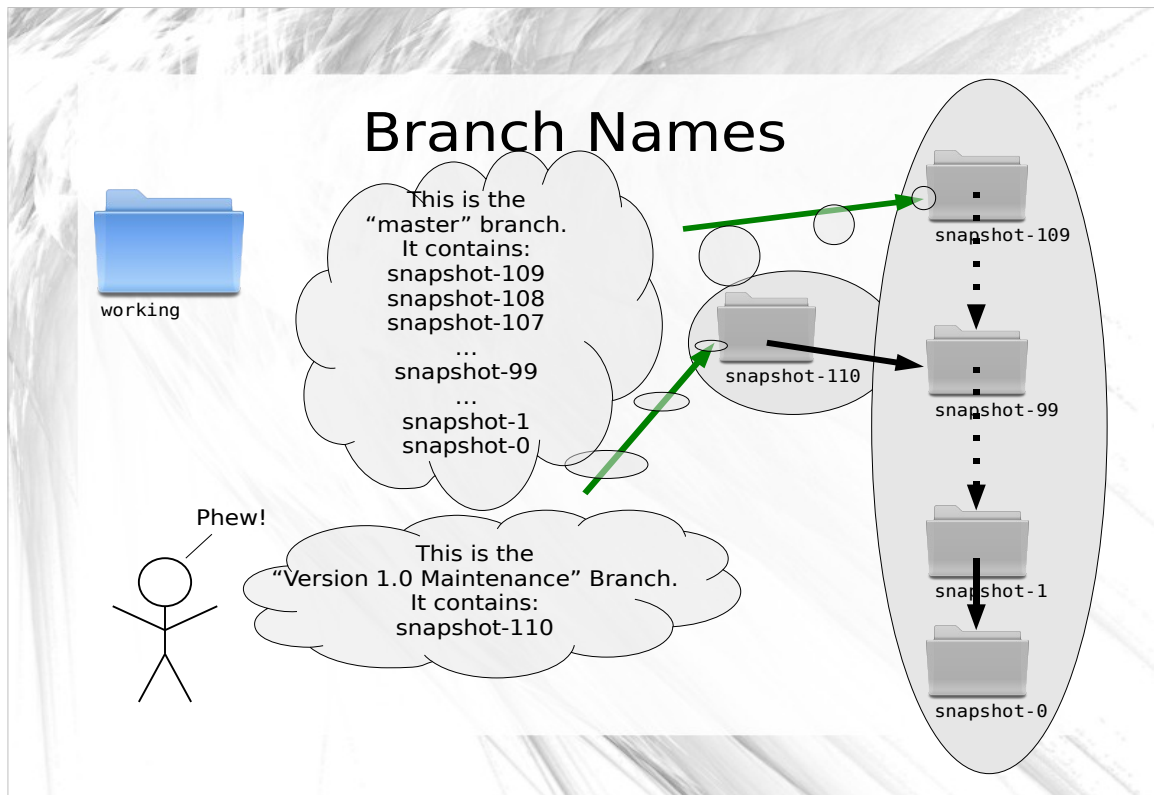 Branch Names
working
This is the
“master” branch.
It contains:
snapshot-109
snapshot-108
snapshot-107
...
snapshot-99
...
snapshot-1
snapshot-0
snapshot-109
snapshot-110
snapshot-99
snapshot-1
snapshot-0
Phew!
This is the
“Version 1.0 Maintenance” Branch.
It contains:
snapshot-110